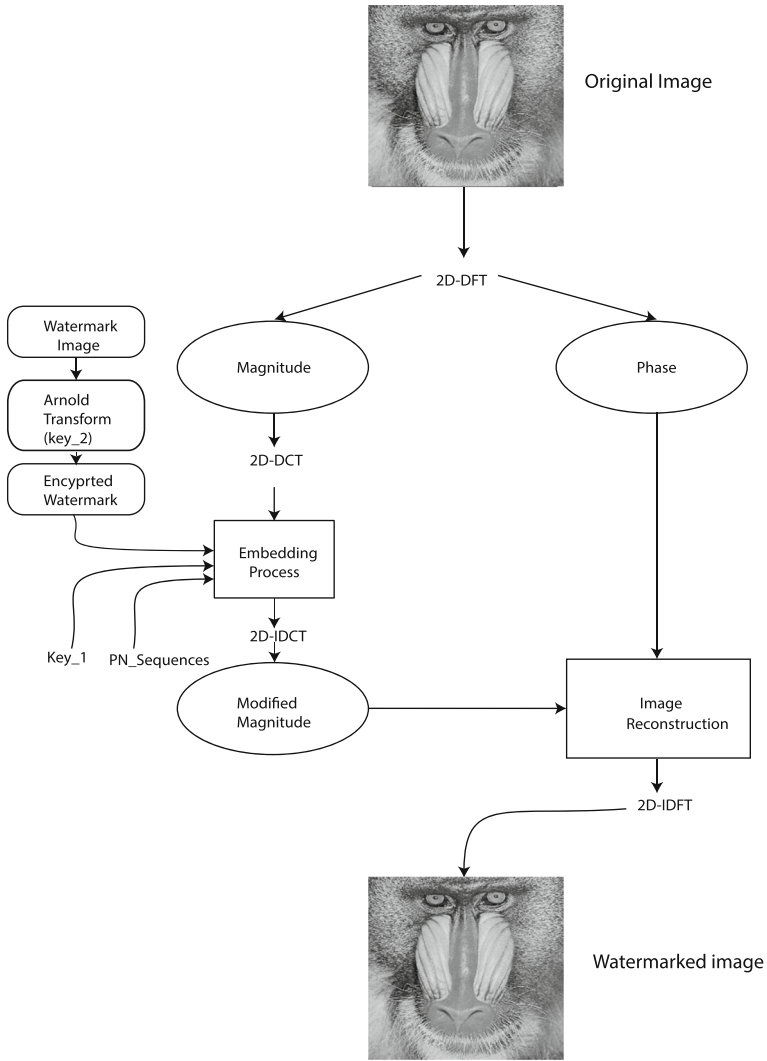 Original Image
2D-DFT
Watermark
Image
Magnitude
Phase
Arnold
Transform
(key_2)
2D-DCT
Encyprted
Watermark
Embedding
Process
2D-IDCT
Key_1
PN_Sequences
Modified
Magnitude
Image
Reconstruction
2D-IDFT
Watermarked image